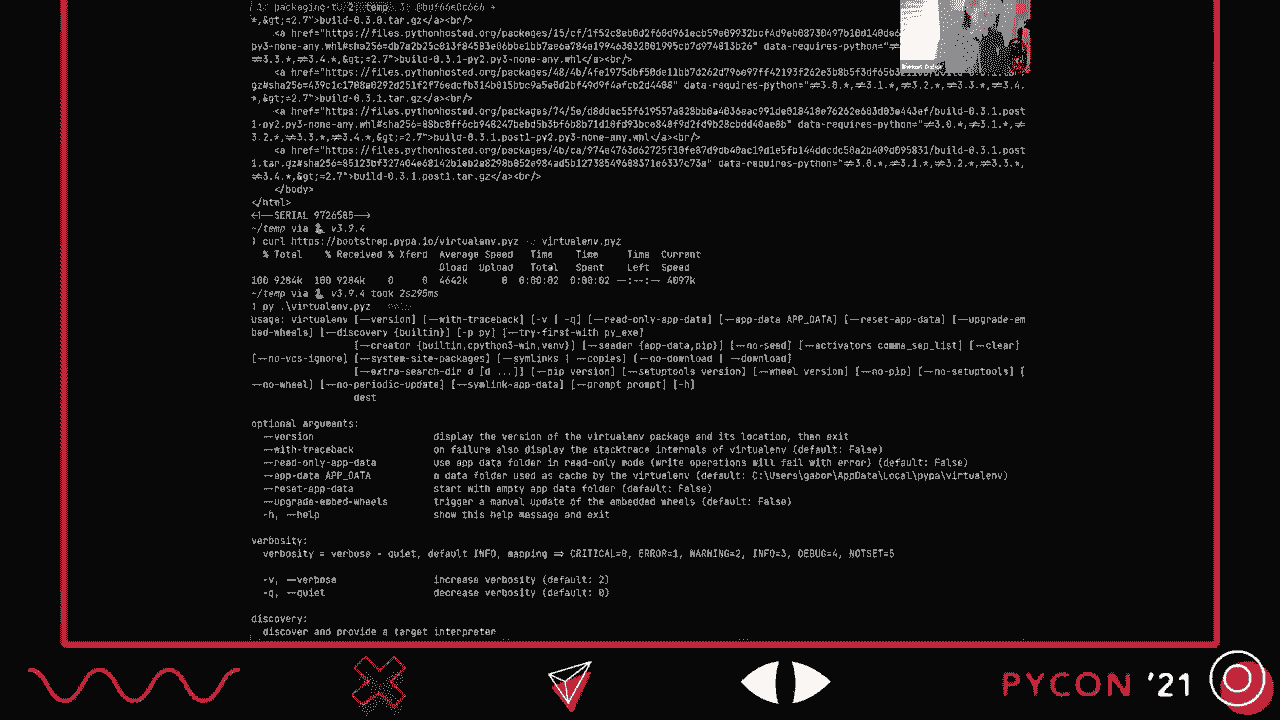 *,&gt;=2.7">build-0.3.0.tar.gz</a><br/>
<a href="https://files.pythonhosted.org/packages/15/cf/
py3-none-any.whl#sha256= data-requires-python="
≠3.3.*,≠3.4.*,&gt;=2.7">build-0.3.1-py2.py3-none-any.whl</a><br/>
<a href="https://files.pythonhosted.org/packages/48/4b/
gz#sha256= data-requires-python="≠3.0.*,≠3.1.*,≠3.2.*,≠3.3.*,≠3.4.
*,&gt;=2.7">build-0.3.1.tar.gz</a><br/>
<a href="https://files.pythonhosted.org/packages/74/5e/ build-0.3.1.post
1-py2.py3-none-any.whl#sha256= data-requires-python="≠3.0.*,≠3.1.*,≠
3.2.*,≠3.3.*,≠3.4.*,&gt;=2.7">build-0.3.1.post1-py2.py3-none-any.whl</a><br/>
<a href="https://files.pythonhosted.org/packages/4b/ca/ build-0.3.1.post
1.tar.gz#sha256= data-requires-python="≠3.0.*,≠3.1.*,≠3.2.*,≠3.3.*,
≠3.4.*,&gt;=2.7">build-0.3.1.post1.tar.gz</a><br/>
</body>
</html>
<!--SERIAL 9726585-->
~/temp via v3.9.4
⟩ curl https://bootstrap.pypa.io/virtualenv.pyz virtualenv.pyz
% Total % Received % Xferd Average Speed Time Time Time Current
Dload Upload Total Spent Left Speed
100 9284k 100 9284k 0 0 4642k 0 0:00:02 0:00:02 --:--:-- 4097k
~/temp via v3.9.4 took 2s295ms
⟩ py .\virtualenv.pyz
usage: virtualenv [--version] [--with-traceback] [-v | -q] [--read-only-app-data] [--app-data APP_DATA] [--reset-app-data] [--upgrade-em
bed-wheels] [--discovery {builtin}] [-p py] [--try-first-with py_exe]
[--creator {builtin,cpython3-win,venv}] [--seeder {app-data,pip}] [--no-seed] [--activators comma_sep_list] [--clear]
[--no-vcs-ignore] [--system-site-packages] [--symlinks | --copies] [--no-download | --download]
[--extra-search-dir d [d ...]] [--pip version] [--setuptools version] [--wheel version] [--no-pip] [--no-setuptools] [
--no-wheel] [--no-periodic-update] [--symlink-app-data] [--prompt prompt] [-h]
dest
optional arguments:
--version display the version of the virtualenv package and its location, then exit
--with-traceback on failure also display the stacktrace internals of virtualenv (default: False)
--read-only-app-data use app data folder in read-only mode (write operations will fail with error) (default: False)
--app-data APP_DATA a data folder used as cache by the virtualenv (default: C:\Users\gabor\AppData\Local\pypa\virtualenv)
--reset-app-data start with empty app data folder (default: False)
--upgrade-embed-wheels trigger a manual update of the embedded wheels (default: False)
-h, --help show this help message and exit
verbosity:
verbosity = verbose - quiet, default INFO, mapping => CRITICAL=0, ERROR=1, WARNING=2, INFO=3, DEBUG=4, NOTSET=5
-v, --verbose increase verbosity (default: 2)
-q, --quiet decrease verbosity (default: 0)
discovery:
discover and provide a target interpreter
PYCON '21